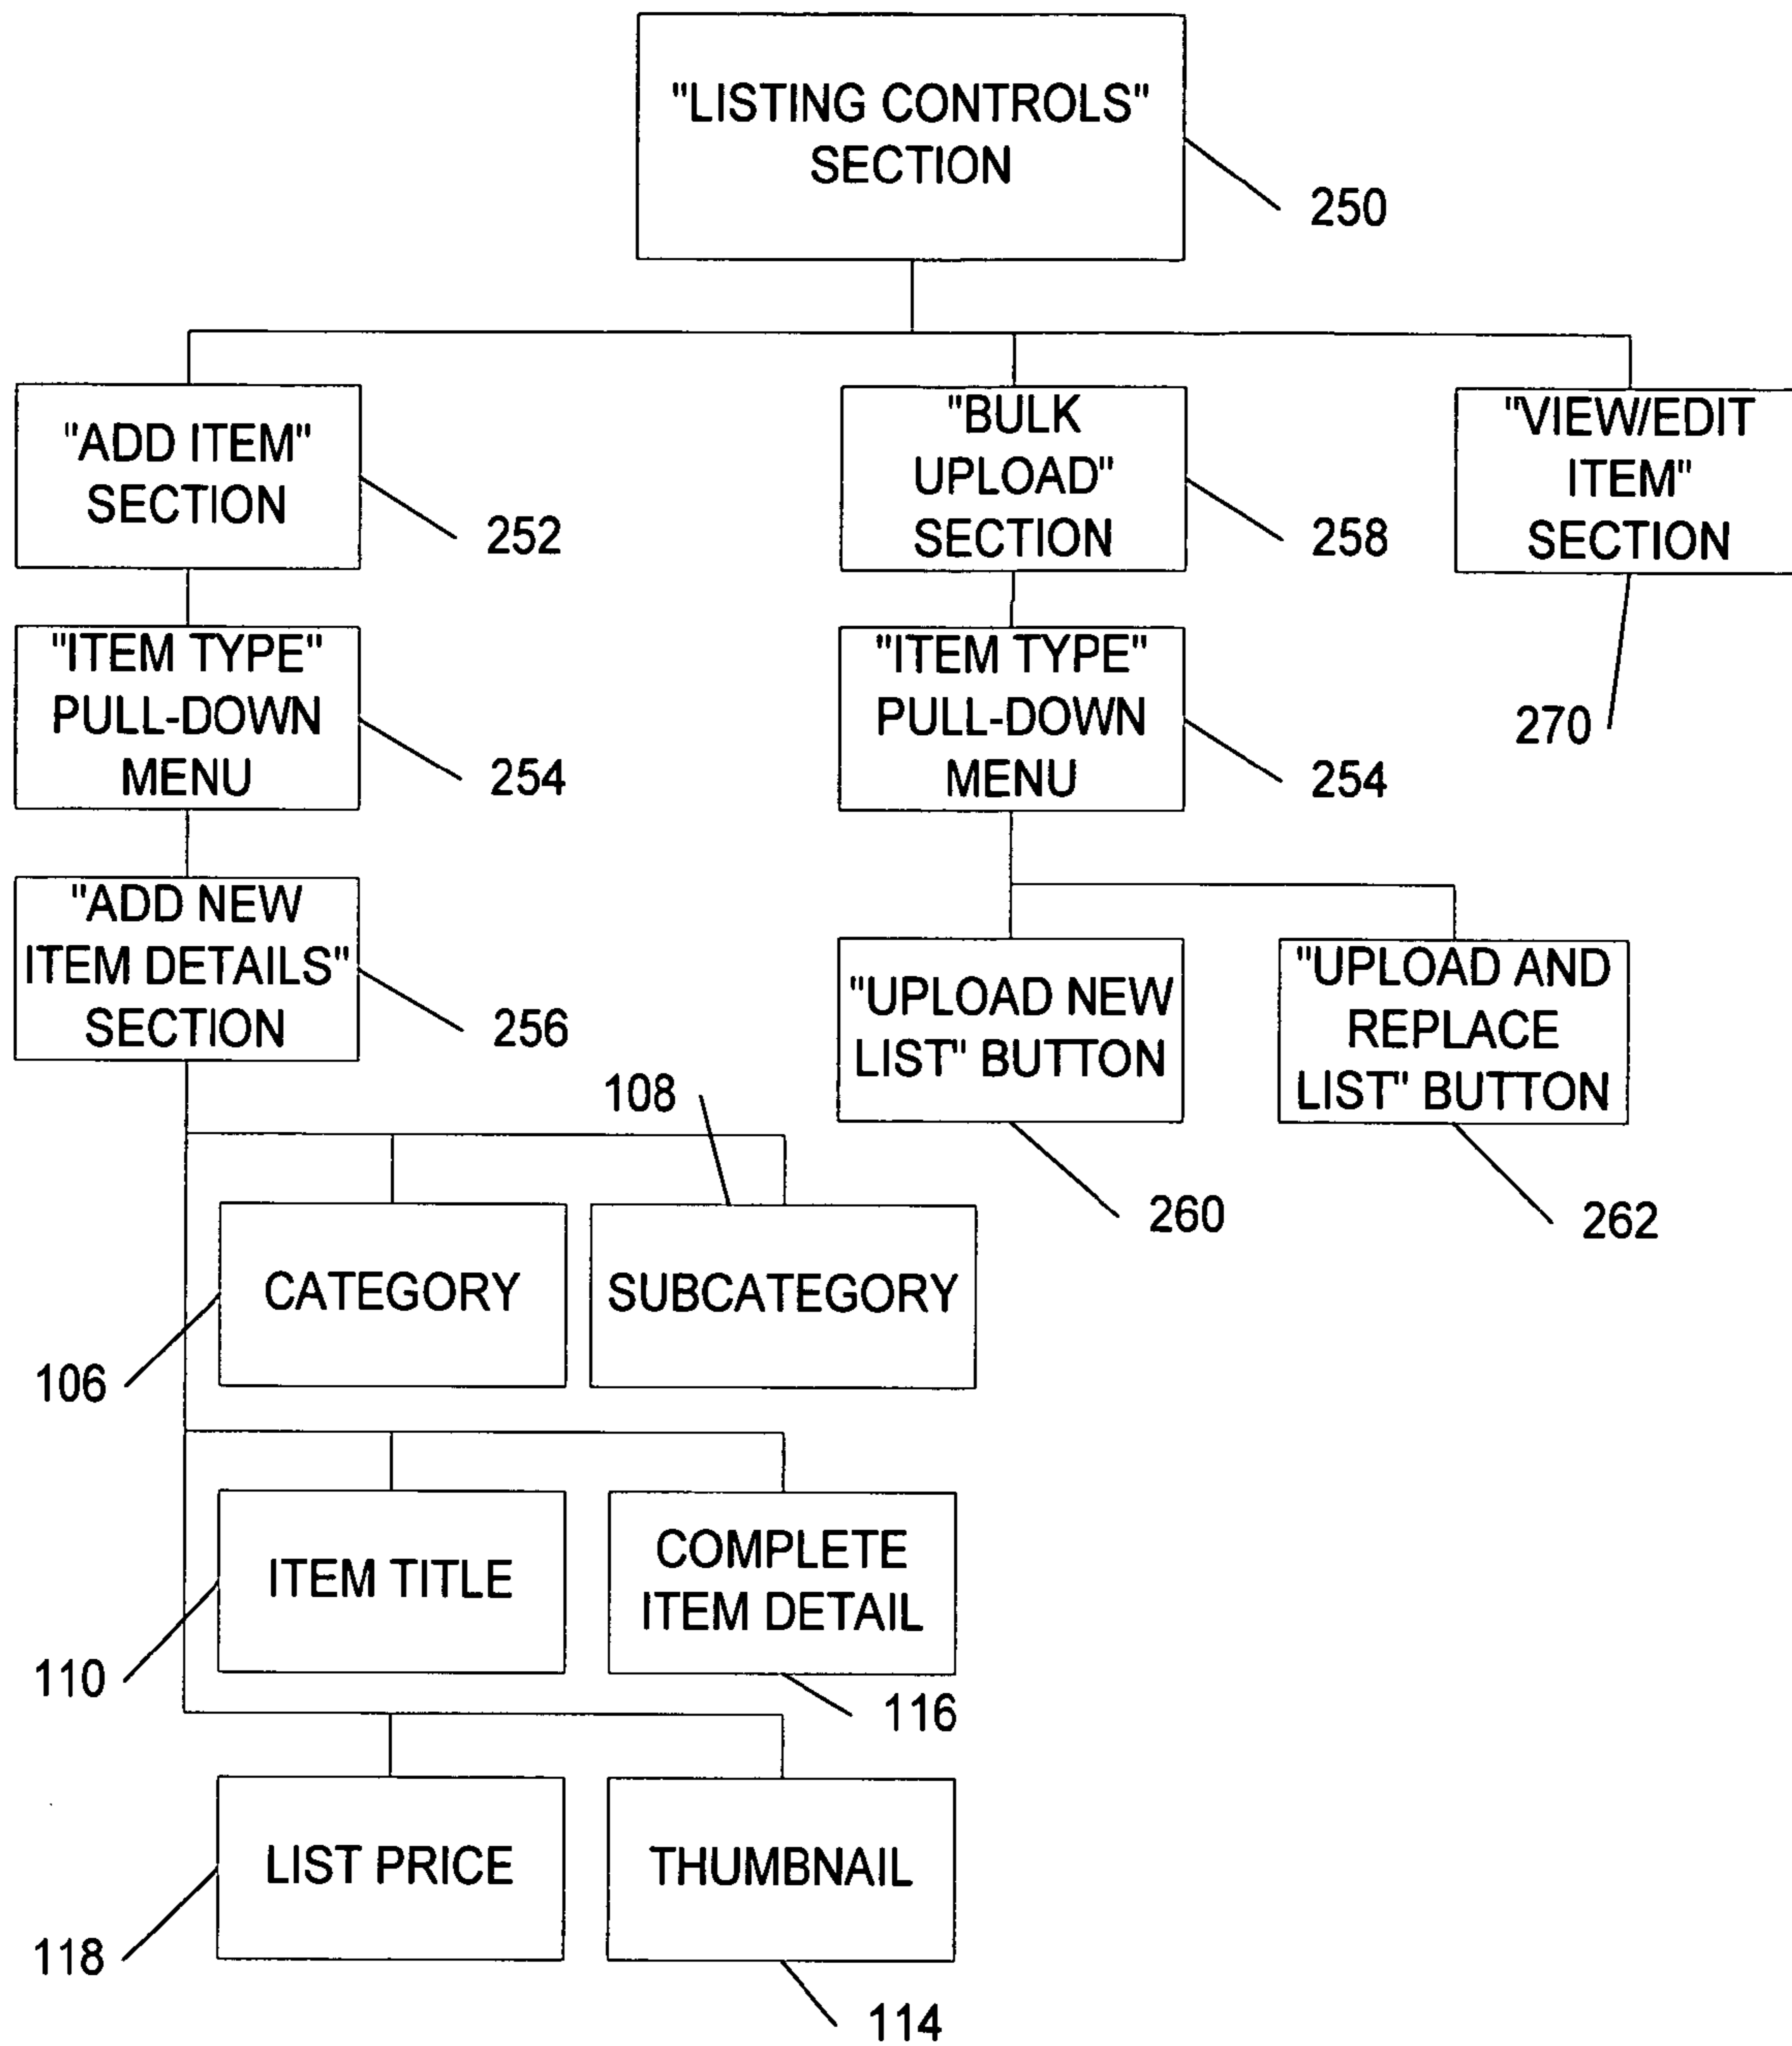 "LISTING CONTROLS"
SECTION
250
"ADD ITEM"
SECTION
252
"BULK
UPLOAD"
SECTION
258
"VIEW/EDIT
ITEM"
SECTION
270
"ITEM TYPE"
PULL-DOWN
MENU
254
"ITEM TYPE"
PULL-DOWN
MENU
254
"ADD NEW
ITEM DETAILS"
SECTION
256
"UPLOAD NEW
LIST" BUTTON
260
"UPLOAD AND
REPLACE
LIST" BUTTON
262
108
CATEGORY
106
SUBCATEGORY
ITEM TITLE
110
COMPLETE
ITEM DETAIL
116
LIST PRICE
118
THUMBNAIL
114